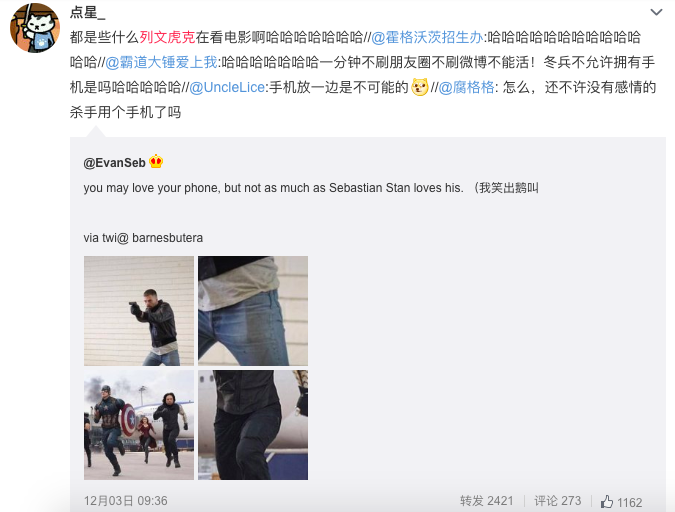 点星_
都是些什么列文虎克在看电影啊哈哈哈哈哈哈哈//@霍格沃茨招生办:哈哈哈哈哈哈哈哈哈哈哈
哈哈//@霸道大锤爱上我:哈哈哈哈哈哈哈一分钟不刷朋友圈不刷微博不能活！冬兵不允许拥有手
机是吗哈哈哈哈哈//@UncleLice:手机放一边是不可能的//@腐格格: 怎么，还不许没有感情的
杀手用个手机了吗
@EvanSeb
you may love your phone, but not as much as Sebastian Stan loves his. （我笑出鹅叫
via twi@ barnesbutera
12月03日 09:36 转发 2421 评论 273 1162